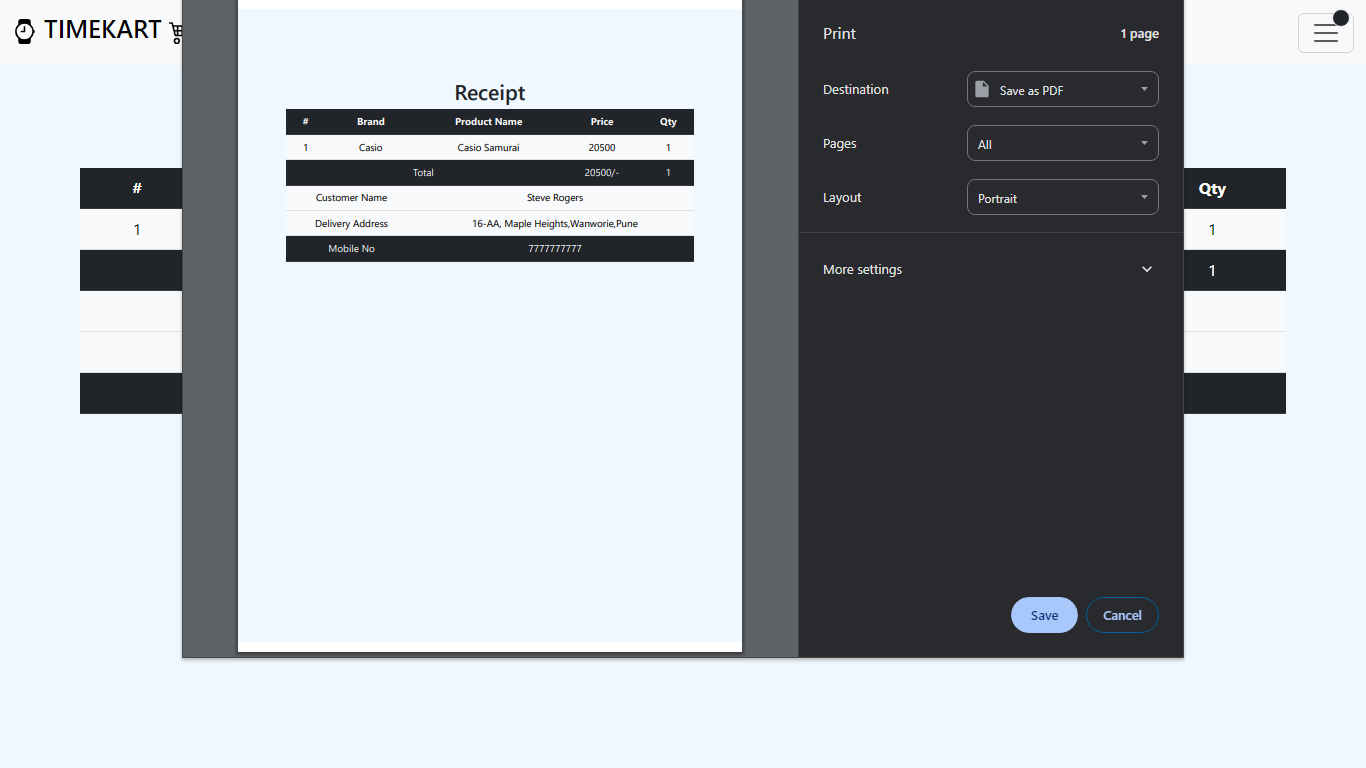 TIMEKART
Receipt
# Brand Product Name Price Qty
1 Casio Casio Samurai 20500 1
Total 20500/- 1
Customer Name Steve Rogers
Delivery Address 16-AA, Maple Heights,Wanworie,Pune
Mobile No 7777777777
Print 1 page
Destination Save as PDF
Pages All
Layout Portrait
More settings
Save Cancel
# Qty
1 1
1